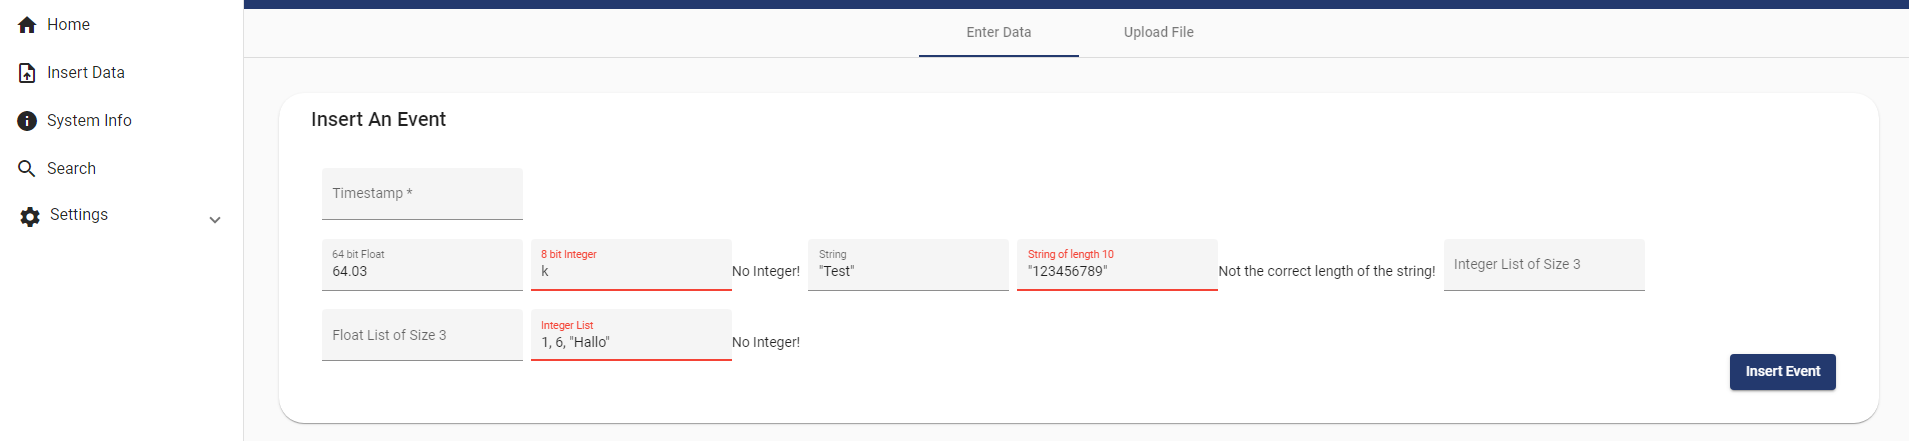 Home
Insert Data
System Info
Search
Settings
Enter Data
Upload File
Insert An Event
Timestamp *
64 bit Float
64.03
8 bit Integer
k
No Integer!
String
"Test"
String of length 10
"123456789"
Not the correct length of the string!
Integer List of Size 3
Float List of Size 3
Integer List
1, 6, "Hallo"
No Integer!
Insert Event